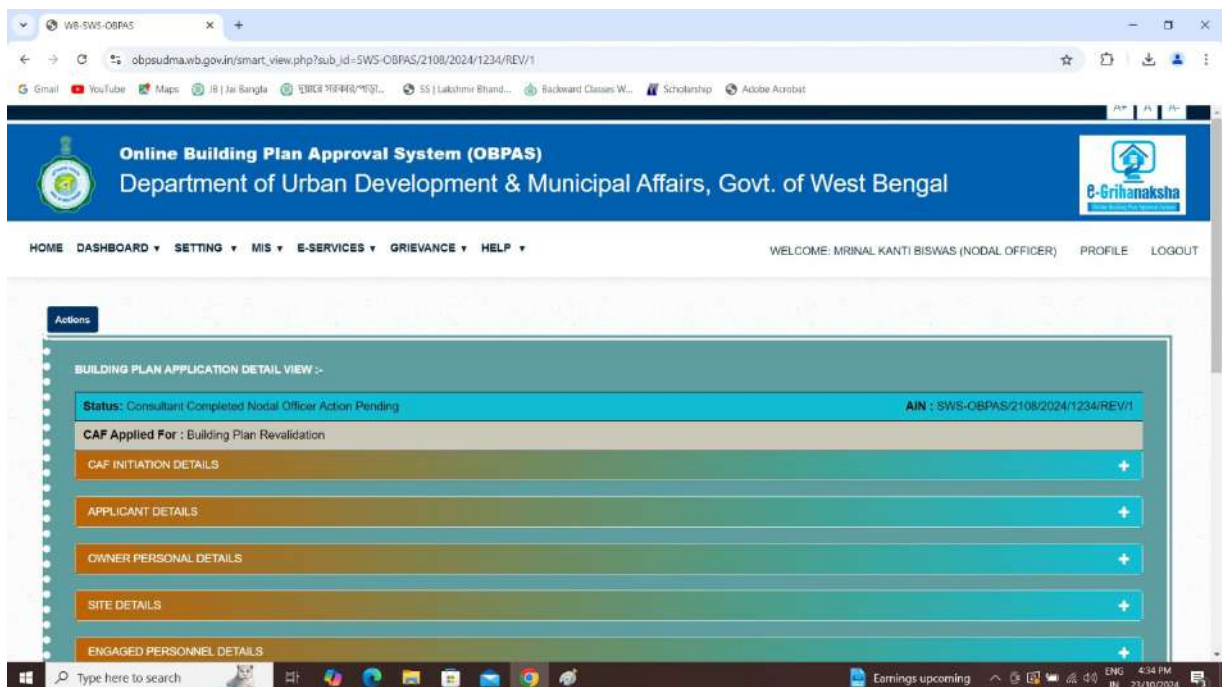 WB-SWS-OBPAS
obpsudma.wb.gov.in/smart_view.php?sub_id=SWS-OBPAS/2108/2024/1234/REV/1
Gmail YouTube Maps JB | Jai Bangla SS | Lakshmir Bhand... Backward Classes W... Scholarship Adobe Acrobat
A+ A A-
Online Building Plan Approval System (OBPAS)
Department of Urban Development & Municipal Affairs, Govt. of West Bengal
e-Grihanaksha
HOME DASHBOARD SETTING MIS E-SERVICES GRIEVANCE HELP WELCOME: MRINAL KANTI BISWAS (NODAL OFFICER) PROFILE LOGOUT
Actions
BUILDING PLAN APPLICATION DETAIL VIEW :-
Status: Consultant Completed Nodal Officer Action Pending AIN : SWS-OBPAS/2108/2024/1234/REV/1
CAF Applied For : Building Plan Revalidation
CAF INITIATION DETAILS
APPLICANT DETAILS
OWNER PERSONAL DETAILS
SITE DETAILS
ENGAGED PERSONNEL DETAILS
Type here to search Earnings upcoming ENG 4:34 PM
IN 23/10/2024